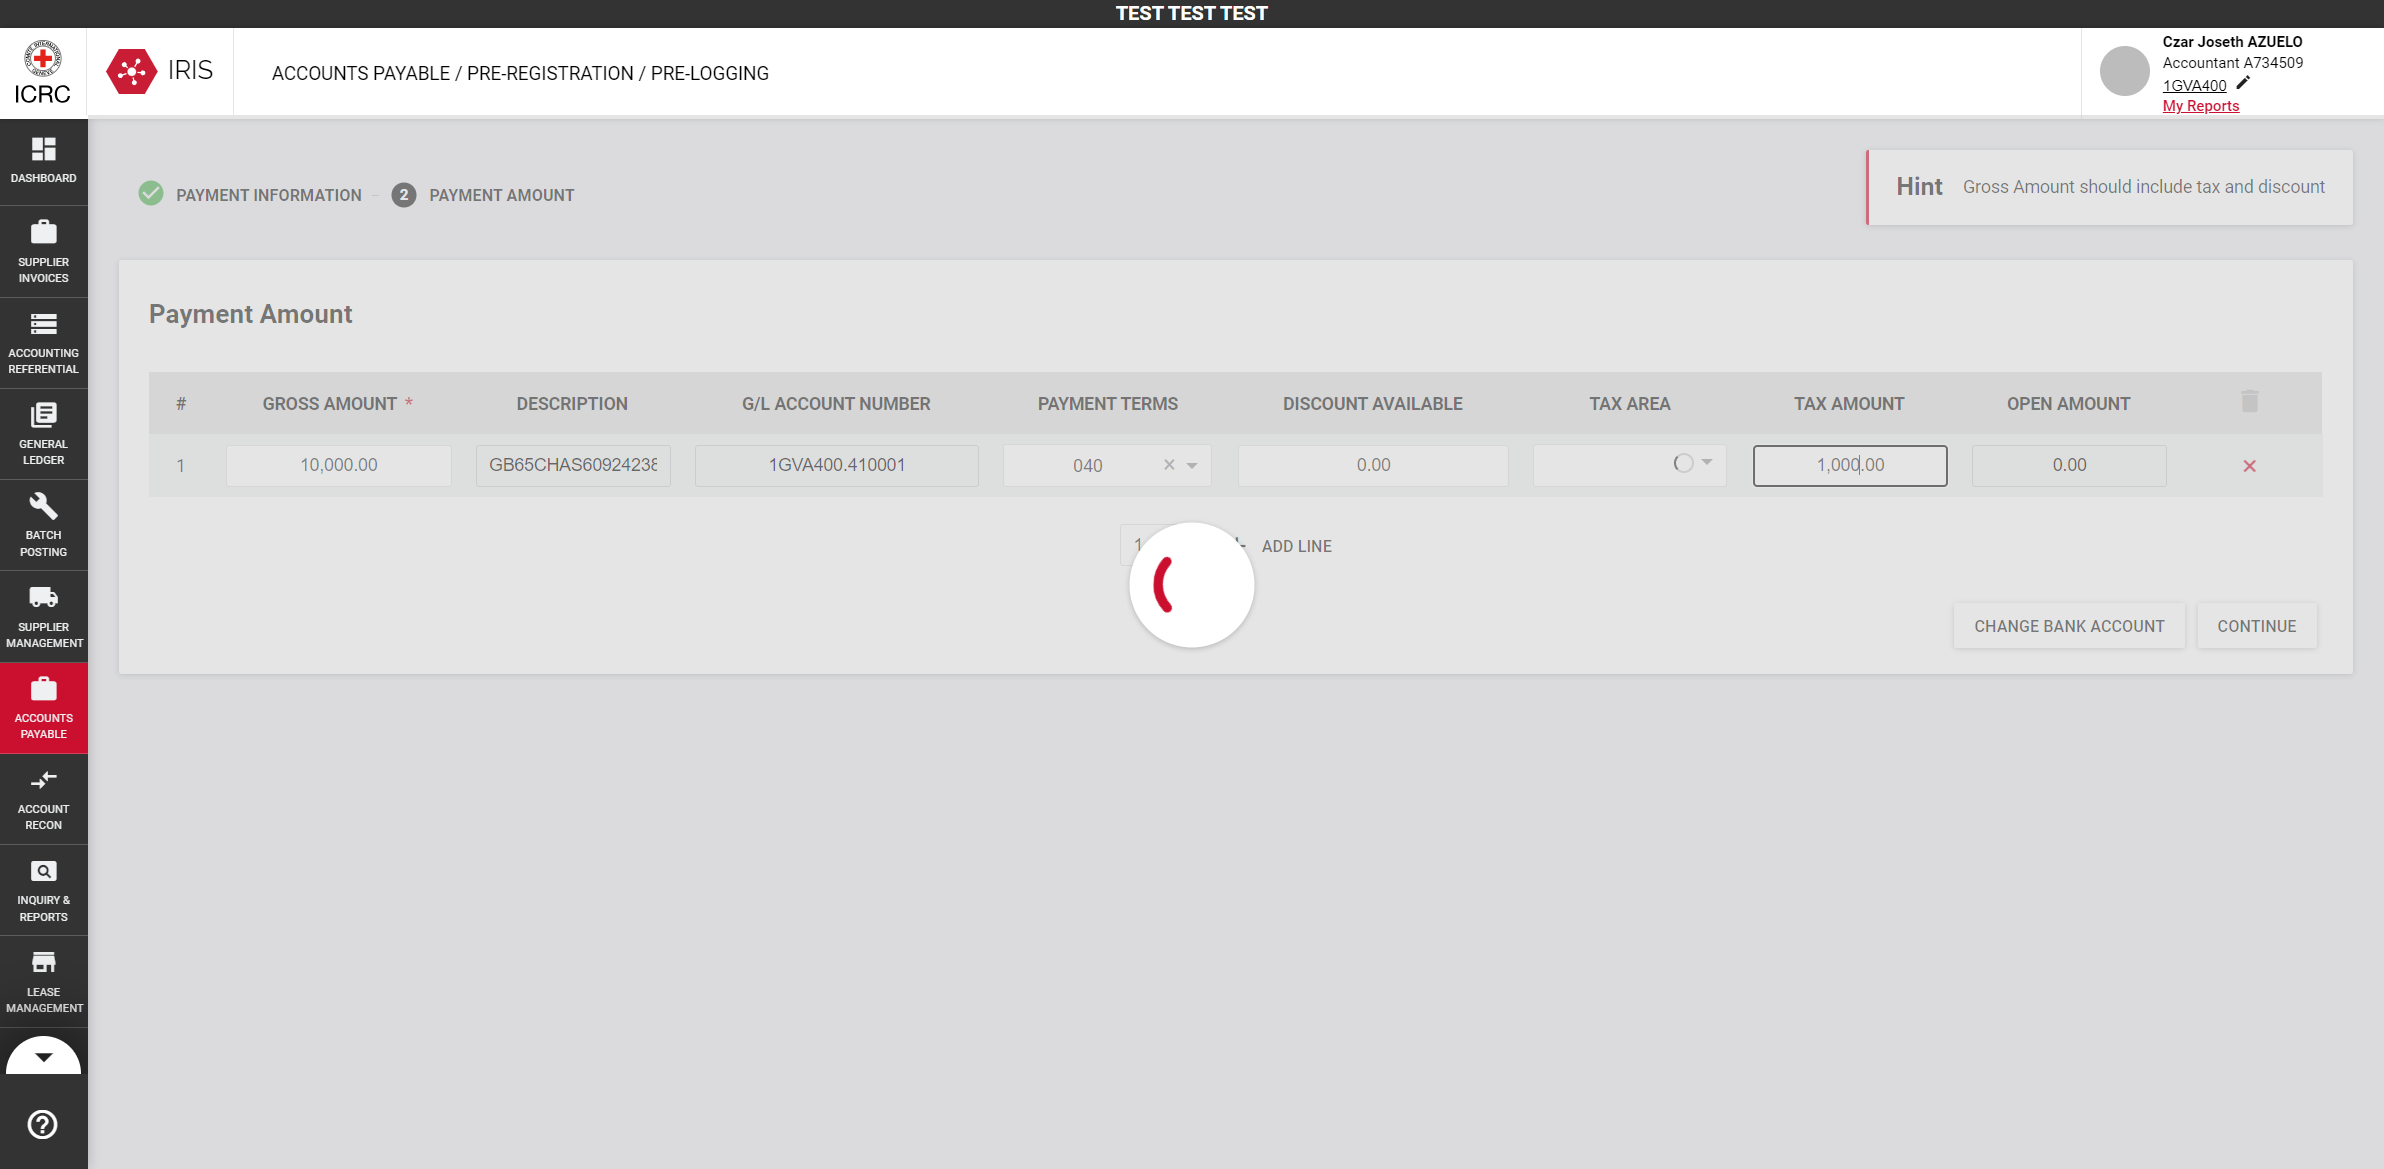 TEST TEST TEST
ICRC
IRIS
ACCOUNTS PAYABLE / PRE-REGISTRATION / PRE-LOGGING
Czar Joseth AZUELO
Accountant A734509
1GVA400
My Reports
DASHBOARD
SUPPLIER
INVOICES
ACCOUNTING
REFERENTIAL
GENERAL
LEDGER
BATCH
POSTING
SUPPLIER
MANAGEMENT
ACCOUNTS
PAYABLE
ACCOUNT
RECON
INQUIRY &
REPORTS
LEASE
MANAGEMENT
PAYMENT INFORMATION
2 PAYMENT AMOUNT
Hint Gross Amount should include tax and discount
Payment Amount
# GROSS AMOUNT * DESCRIPTION G/L ACCOUNT NUMBER PAYMENT TERMS DISCOUNT AVAILABLE TAX AREA TAX AMOUNT OPEN AMOUNT
1 10,000.00 GB65CHAS60924238 1GVA400.410001 040 0.00 1,000.00 0.00
1 ADD LINE
CHANGE BANK ACCOUNT CONTINUE